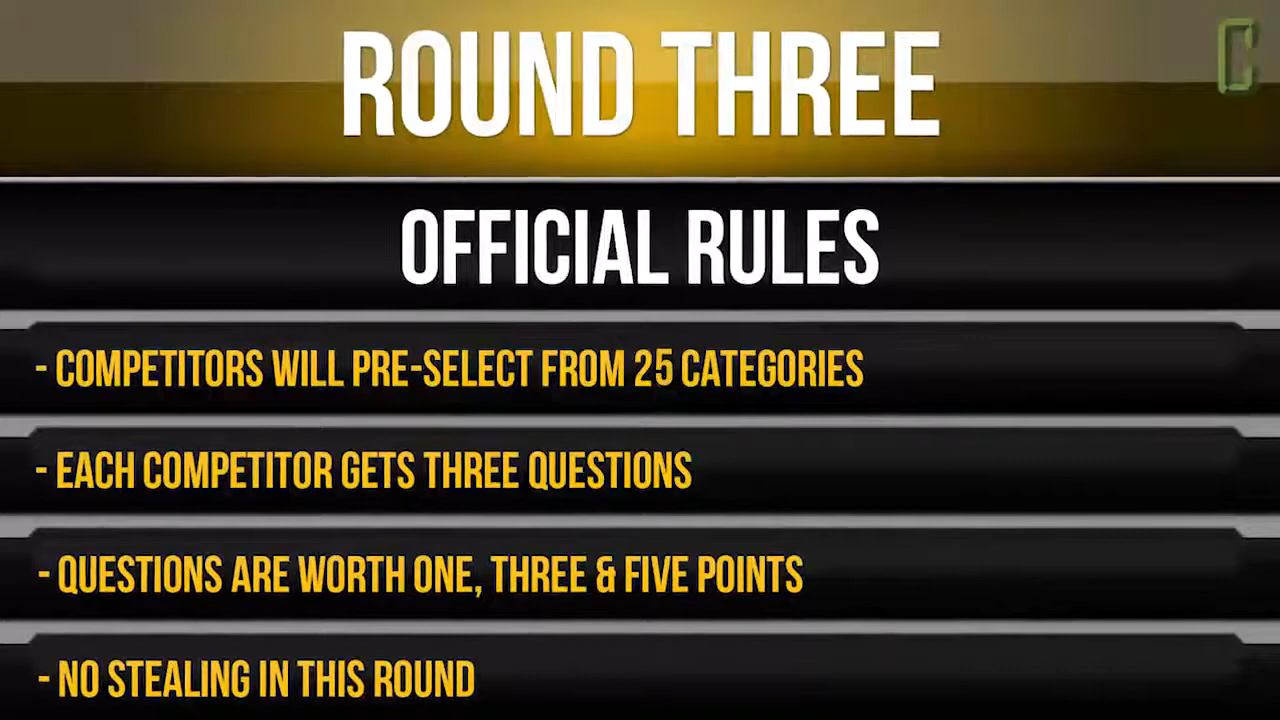 ROUND THREE
OFFICIAL RULES
- COMPETITORS WILL PRE-SELECT FROM 25 CATEGORIES
- EACH COMPETITOR GETS THREE QUESTIONS
- QUESTIONS ARE WORTH ONE, THREE & FIVE POINTS
- NO STEALING IN THIS ROUND